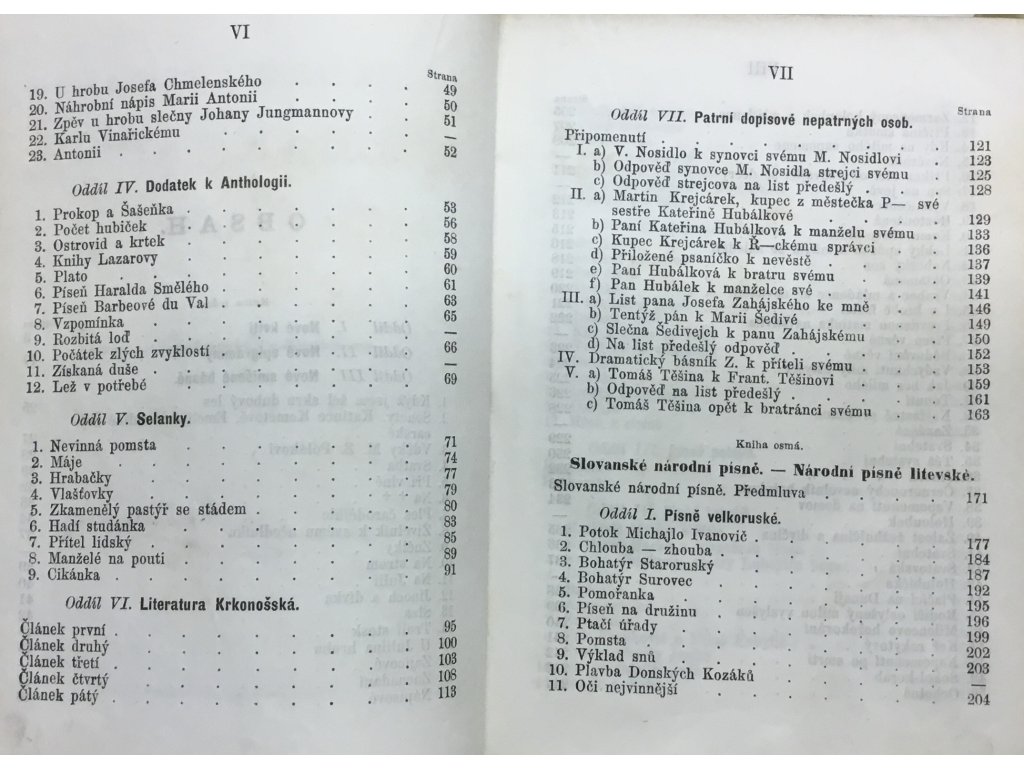 VI
Strana
19. U hrobu Josefa Chmelenského . . . . 49
20. Náhrobní nápis Marii Antonii . . . . 50
21. Zpěv u hrobu slečny Johany Jungmannovy . . 51
22. Karlu Vinařickému . . . . . —
23. Antonii . . . . . . . 52
Oddíl IV. Dodatek k Anthologii.
1. Prokop a Šašeňka . . . . . 53
2. Počet hubiček . . . . . 56
3. Ostrovid a krtek . . . . . 58
4. Knihy Lazarovy . . . . . 59
5. Plato . . . . . . . 60
6. Píseň Haralda Smělého . . . . . 61
7. Píseň Barbeové du Val . . . . . 63
8. Vzpomínka . . . . . . 65
9. Rozbitá loď . . . . . . —
10. Počátek zlých zvyklostí . . . . . 66
11. Získaná duše . . . . . . —
12. Lež v potřebě . . . . . . 69
Oddíl V. Selanky.
1. Nevinná pomsta . . . . . 71
2. Máje . . . . . . . 74
3. Hrabačky . . . . . . 77
4. Vlašťovky . . . . . . 79
5. Zkamenělý pastýř se stádem . . . . 80
6. Hadí studánka . . . . . . 83
7. Přítel lidský . . . . . . 85
8. Manželé na pouti . . . . . 89
9. Cikánka . . . . . . . 91
Oddíl VI. Literatura Krkonošská.
Článek první . . . . . . . 95
Článek druhý . . . . . . . 100
Článek třetí . . . . . . . 103
Článek čtvrtý . . . . . . . 108
Článek pátý . . . . . . . 113
VII
Strana
Oddíl VII. Patrní dopisové nepatrných osob.
Připomenutí . . . . . . . 121
I. a) V. Nosidlo k synovci svému M. Nosidlovi . 123
b) Odpověď synovce M. Nosidla strejci svému . 125
c) Odpověď strejcova na list předešlý . . . 128
II. a) Martin Krejcárek, kupec z městečka P— své
sestře Kateřině Hubálkové . . . . 129
b) Paní Kateřina Hubálková k manželu svému . 133
c) Kupec Krejcárek k Ř—ckému správci . . 136
d) Přiložené psaníčko k nevěstě . . . . 137
e) Paní Hubálková k bratru svému . . . 139
f) Pan Hubálek k manželce své . . . . 141
III. a) List pana Josefa Zahájského ke mně . . 146
b) Tentýž pán k Marii Šedivé . . . . 149
c) Slečna Šedivejch k panu Zahájskému . . 150
d) Na list předešlý odpověď . . . . 152
IV. Dramatický básník Z. k příteli svému . . 153
V. a) Tomáš Těšina k Frant. Těšinovi . . . 159
b) Odpověď na list předešlý . . . . 161
c) Tomáš Těšina opět k bratránci svému . . 163
Kniha osmá.
Slovanské národní písně. — Národní písně litevské.
Slovanské národní písně. Předmluva . . . 171
Oddíl I. Písně velkoruské.
1. Potok Michajlo Ivanovič . . . . . 177
2. Chlouba — zhouba . . . . . 184
3. Bohatýr Staroruský . . . . . 187
4. Bohatýr Surovec . . . . . 192
5. Pomořanka . . . . . . 195
6. Píseň na družinu . . . . . 196
7. Ptačí úřady . . . . . . 199
8. Pomsta . . . . . . . 202
9. Výklad snů . . . . . . 203
10. Plavba Donských Kozáků . . . . —
11. Oči nejvinnější . . . . . 204